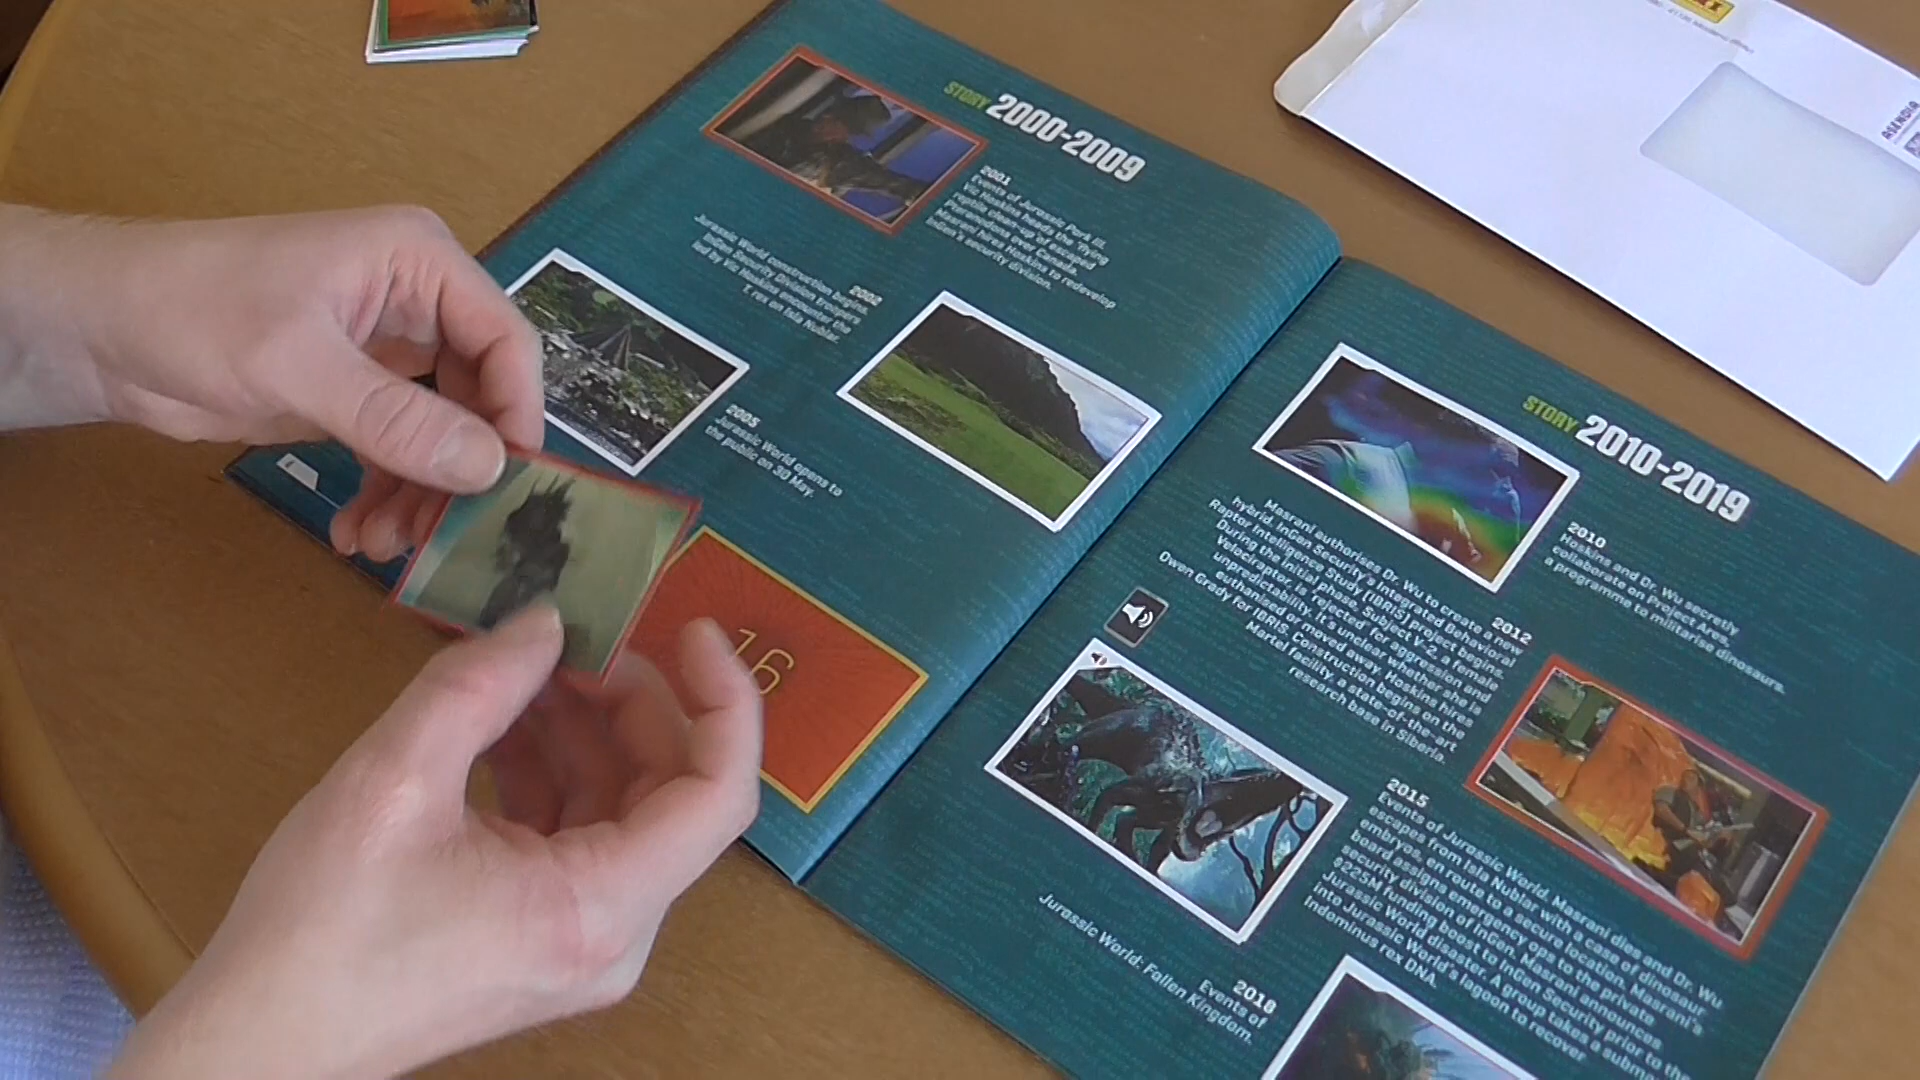 STORY 2000-2009
2001
Events of Jurassic Park III.
Vic Hoskins heads the 'flying
reptile clean-up' of escaped
Pteranodons over Canada.
Masrani hires Hoskins to redevelop
InGen's security division.
2002
Jurassic World construction begins.
InGen Security Division troopers
led by Vic Hoskins encounter the
T. rex on Isla Nublar.
2005
Jurassic World opens to
the public on 30 May.
16
STORY 2010-2019
2010
Hoskins and Dr. Wu secretly
collaborate on Project Ares,
a programme to militarise dinosaurs.
2012
Masrani authorises Dr. Wu to create a new
hybrid. InGen Security's Integrated Behavioral
Raptor Intelligence Study (IBRIS) project begins.
During the initial phase, Subject V-2, a female
Velociraptor, is 'rejected' for aggression and
unpredictability. It's unclear whether she is
euthanised or moved away. Hoskins hires
Owen Grady for IBRIS. Construction begins on the
Martel facility, a state-of-the-art
research base in Siberia.
2015
Events of Jurassic World. Masrani dies and Dr. Wu
escapes from Isla Nublar with a case of dinosaur
embryos, en route to a secure location. Masrani's
board assigns emergency ops to the private
security division of InGen. Masrani announces
$225M funding boost to InGen Security prior to the
Jurassic World disaster. A group takes a
into Jurassic World's lagoon to recover
Indominus rex DNA.
2018
Events of
Jurassic World: Fallen Kingdom.
ASENDIA